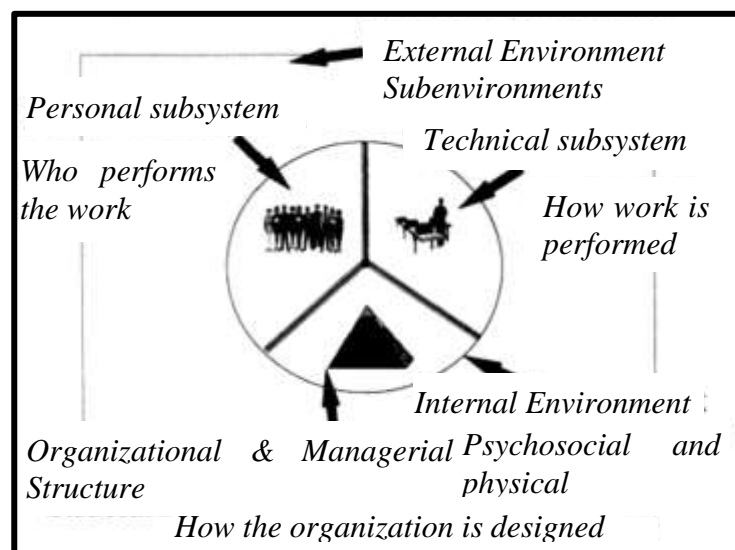 External Environment
Subenvironments
Personal subsystem
Technical subsystem
Who performs
the work
How work is
performed
Internal Environment
Psychosocial and
physical
Organizational & Managerial
Structure
How the organization is designed